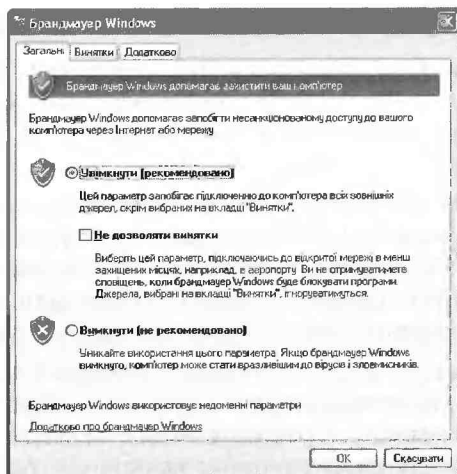 Брандмауер Windows
Загальні Винятки Додатково
Брандмауер Windows допомагає захистити ваш комп'ютер
Брандмауер Windows допомагає запобігти несанкціонованому доступу до вашого
комп'ютера через Інтернет або мережу
Увімкнути (рекомендовано)
Цей параметр запобігає підключенню до комп'ютера всіх зовнішніх
джерел, окрім вибраних на вкладці "Винятки".
Не дозволяти винятки
Виберіть цей параметр, підключаючись до відкритої мережі в менш
захищених місцях, наприклад, в аеропорту. Ви не отримуватимете
сповіщень, коли брандмауер Windows буде блокувати програми.
Джерела, вибрані на вкладці "Винятки", ігноруватимуться.
Вимкнути (не рекомендовано)
Уникайте використання цього параметра. Якщо брандмауер Windows
вимкнуто, комп'ютер може стати вразливішим до вірусів і зловмисників.
Брандмауер Windows використовує недоменні параметри
Додатково про брандмауер Windows
OK Скасувати